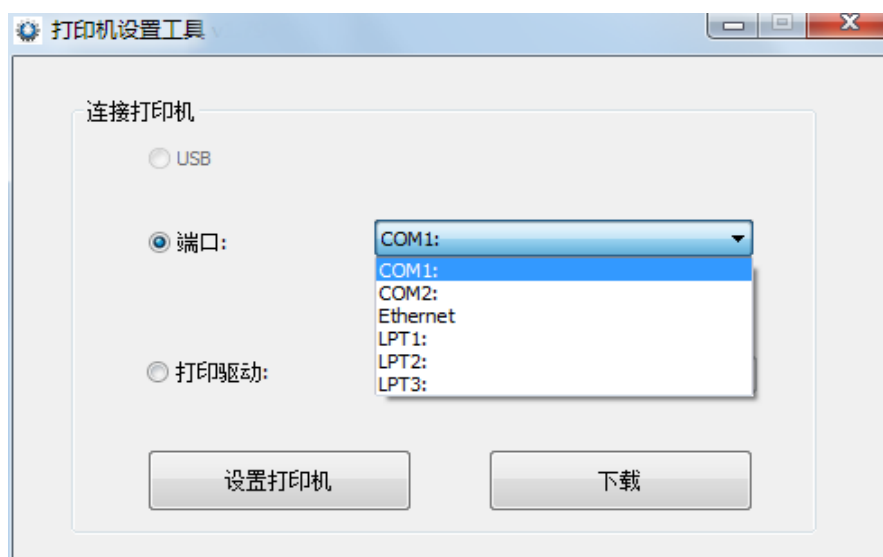 打印机设置工具
连接打印机
USB
端口:
COM1:
COM1:
COM2:
Ethernet
LPT1:
LPT2:
LPT3:
打印驱动:
设置打印机
下载